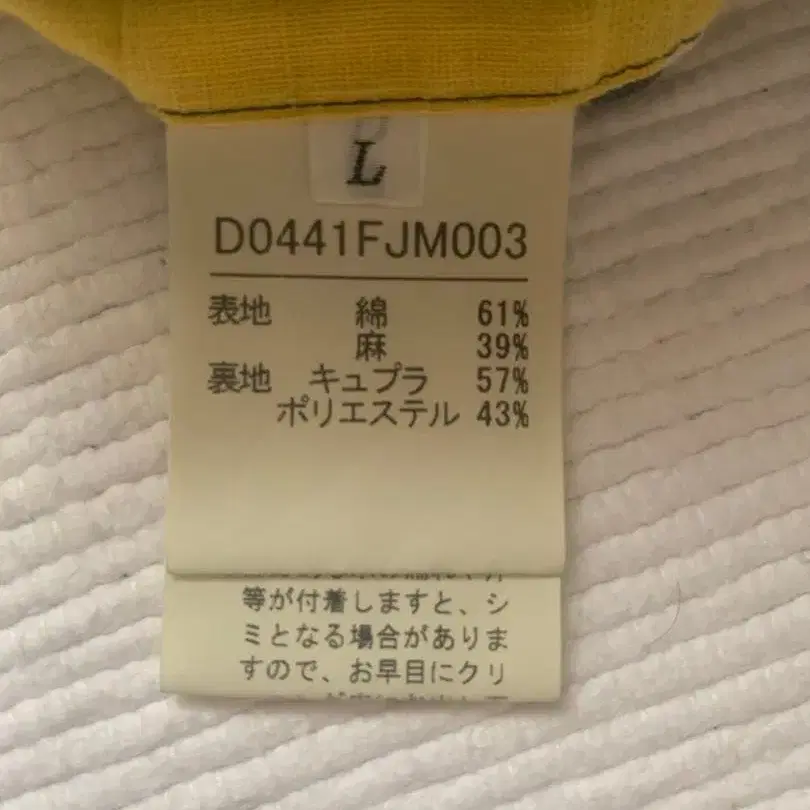 L
D0441FJM003
表地 綿 61%
麻 39%
裏地 キュプラ 57%
ポリエステル 43%
等が付着しますと、シ
ミとなる場合がありま
すので、お早目にクリ